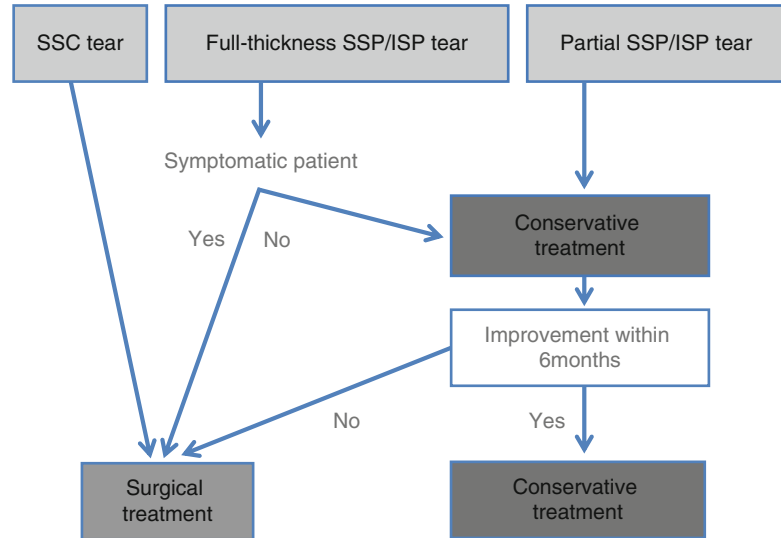 SSC tear
Full-thickness SSP/ISP tear
Partial SSP/ISP tear
Symptomatic patient
Yes
No
Conservative
treatment
Improvement within
6months
No
Yes
Surgical
treatment
Conservative
treatment